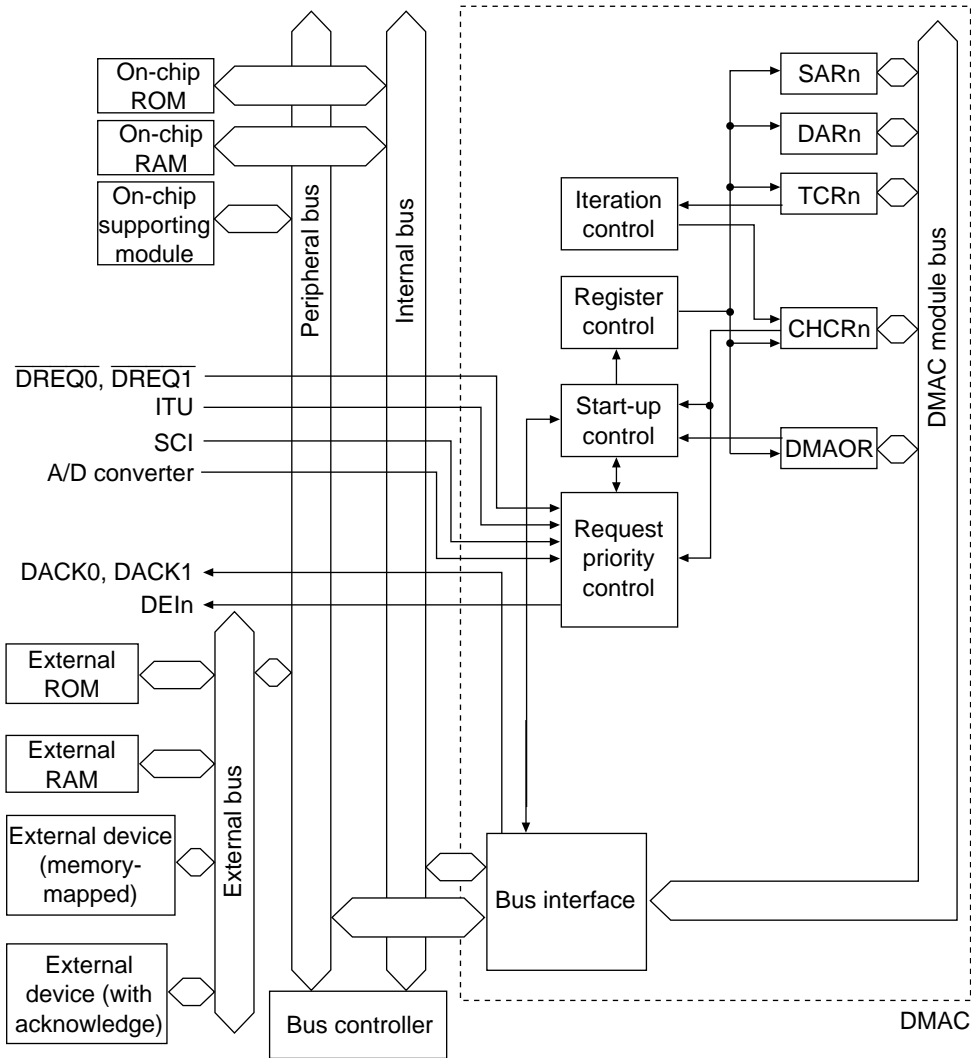 On-chip
ROM
On-chip
RAM
On-chip
supporting
module
Peripheral bus
Internal bus
SARn
DARn
TCRn
Iteration
control
Register
control
CHCRn
DMAC module bus
DREQ0, DREQ1
ITU
SCI
A/D converter
Start-up
control
DMAOR
Request
priority
control
DACK0, DACK1
DEIn
External
ROM
External
RAM
External bus
External device
(memory-
mapped)
External
device (with
acknowledge)
Bus interface
Bus controller
DMAC